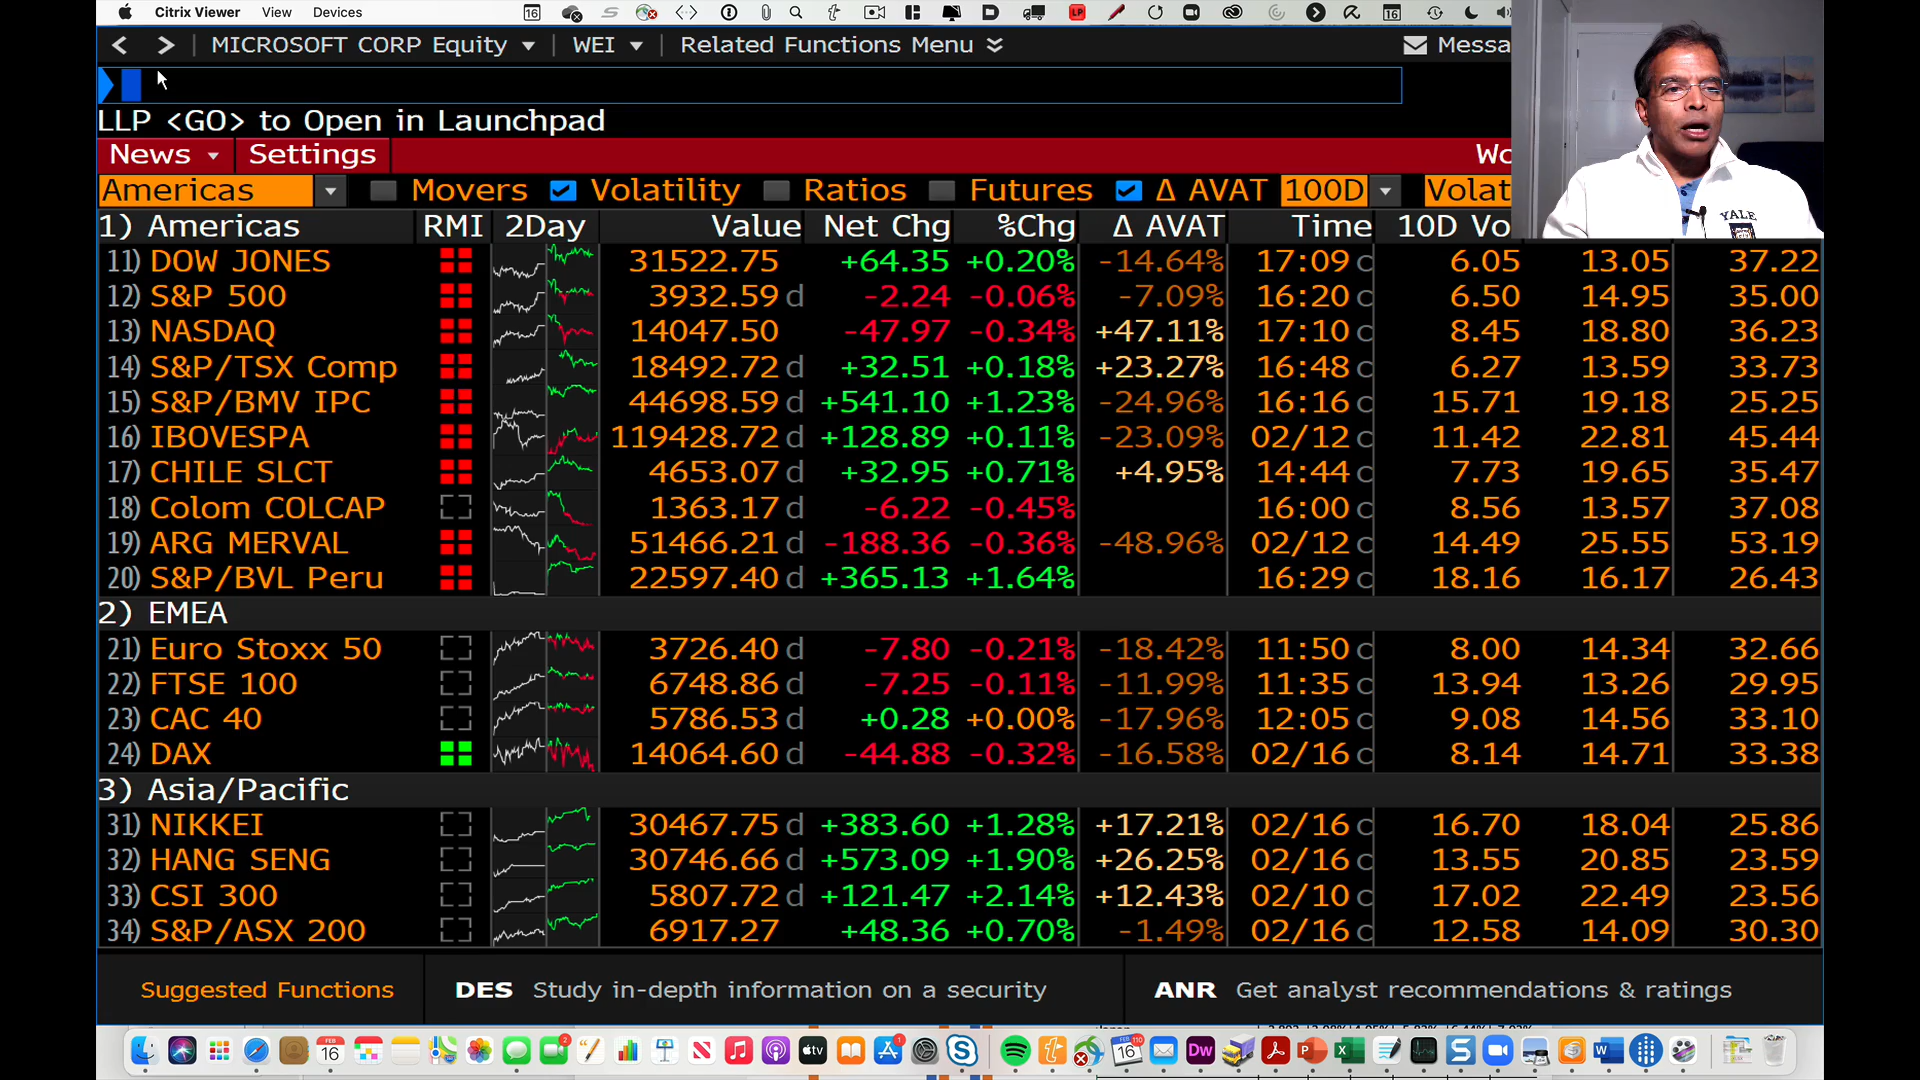 Citrix Viewer View Devices 16 LP 16
MICROSOFT CORP Equity WEI Related Functions Menu Messa
LLP <GO> to Open in Launchpad
News Settings Wo
Americas Movers Volatility Ratios Futures Δ AVAT 100D Volat
1) Americas RMI 2Day Value Net Chg %Chg Δ AVAT Time 10D Vo
11) DOW JONES 31522.75 +64.35 +0.20% -14.64% 17:09 c 6.05 13.05 37.22
12) S&P 500 3932.59 d -2.24 -0.06% -7.09% 16:20 c 6.50 14.95 35.00
13) NASDAQ 14047.50 -47.97 -0.34% +47.11% 17:10 c 8.45 18.80 36.23
14) S&P/TSX Comp 18492.72 d +32.51 +0.18% +23.27% 16:48 c 6.27 13.59 33.73
15) S&P/BMV IPC 44698.59 d +541.10 +1.23% -24.96% 16:16 c 15.71 19.18 25.25
16) IBOVESPA 119428.72 d +128.89 +0.11% -23.09% 02/12 c 11.42 22.81 45.44
17) CHILE SLCT 4653.07 d +32.95 +0.71% +4.95% 14:44 c 7.73 19.65 35.47
18) Colom COLCAP 1363.17 d -6.22 -0.45% 16:00 c 8.56 13.57 37.08
19) ARG MERVAL 51466.21 d -188.36 -0.36% -48.96% 02/12 c 14.49 25.55 53.19
20) S&P/BVL Peru 22597.40 d +365.13 +1.64% 16:29 c 18.16 16.17 26.43
2) EMEA
21) Euro Stoxx 50 3726.40 d -7.80 -0.21% -18.42% 11:50 c 8.00 14.34 32.66
22) FTSE 100 6748.86 d -7.25 -0.11% -11.99% 11:35 c 13.94 13.26 29.95
23) CAC 40 5786.53 d +0.28 +0.00% -17.96% 12:05 c 9.08 14.56 33.10
24) DAX 14064.60 d -44.88 -0.32% -16.58% 02/16 c 8.14 14.71 33.38
3) Asia/Pacific
31) NIKKEI 30467.75 d +383.60 +1.28% +17.21% 02/16 c 16.70 18.04 25.86
32) HANG SENG 30746.66 d +573.09 +1.90% +26.25% 02/16 c 13.55 20.85 23.59
33) CSI 300 5807.72 d +121.47 +2.14% +12.43% 02/10 c 17.02 22.49 23.56
34) S&P/ASX 200 6917.27 +48.36 +0.70% -1.49% 02/16 c 12.58 14.09 30.30
Suggested Functions DES Study in-depth information on a security ANR Get analyst recommendations & ratings
YALE
FEB 16 2 tv 1 FEB 16 110 Dw